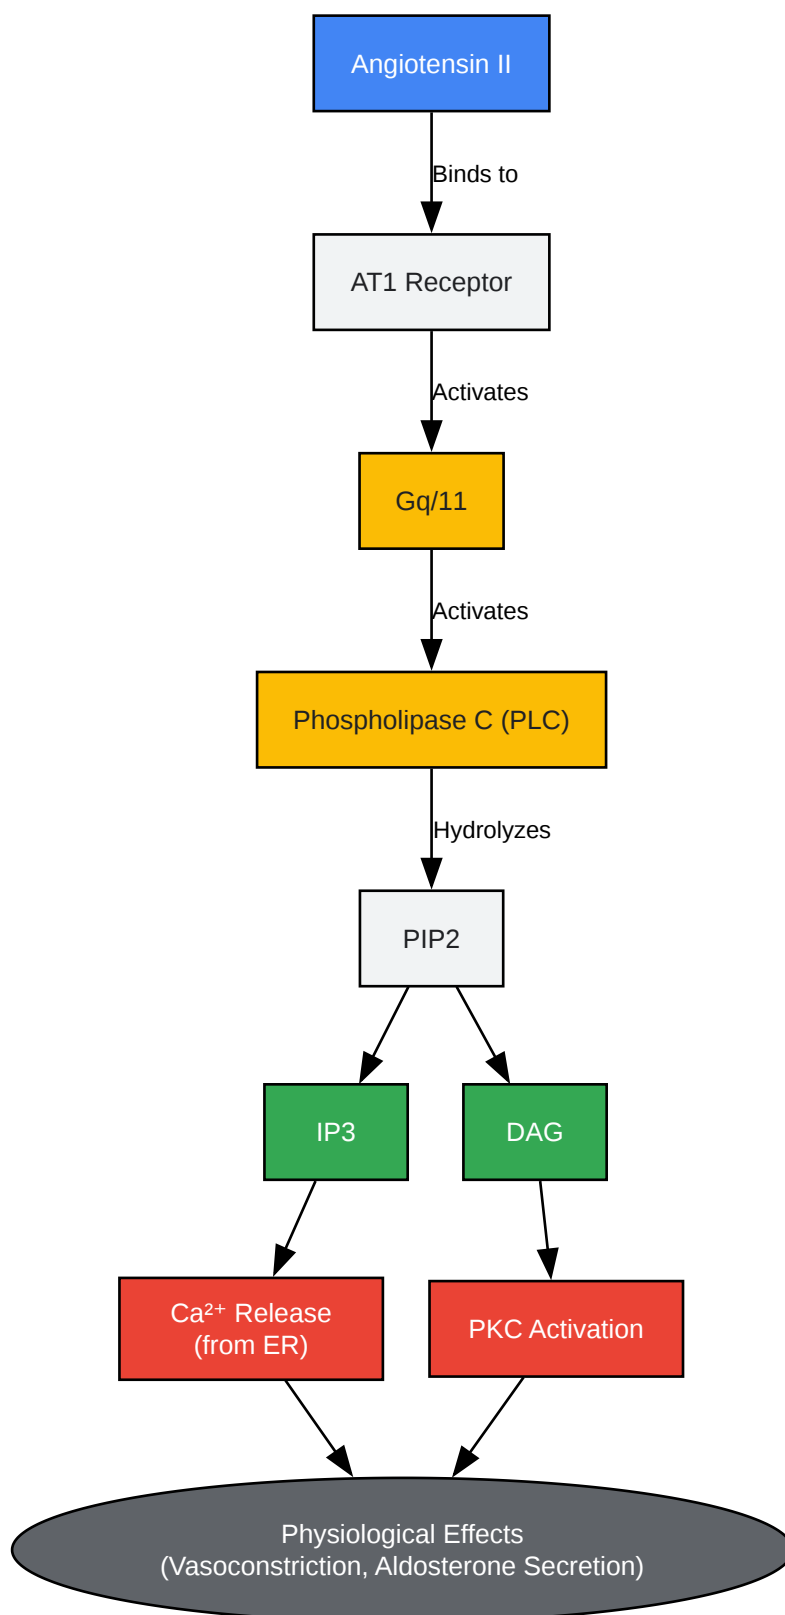 Angiotensin II
Binds to
AT1 Receptor
Activates
Gq/11
Activates
Phospholipase C (PLC)
Hydrolyzes
PIP2
IP3
DAG
Ca²⁺ Release
(from ER)
PKC Activation
Physiological Effects
(Vasoconstriction, Aldosterone Secretion)